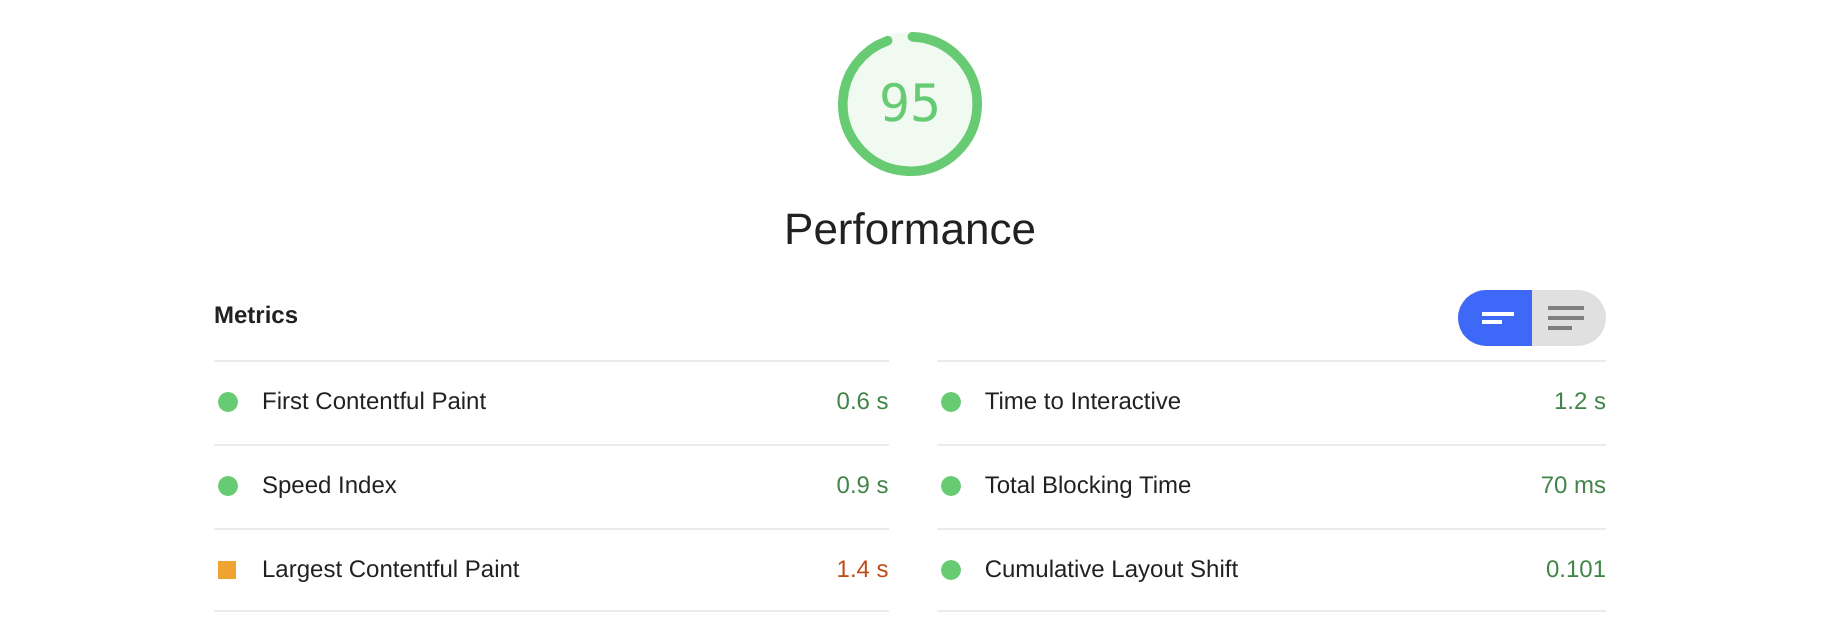 95
Performance
Metrics
First Contentful Paint 0.6 s
Time to Interactive 1.2 s
Speed Index 0.9 s
Total Blocking Time 70 ms
Largest Contentful Paint 1.4 s
Cumulative Layout Shift 0.101